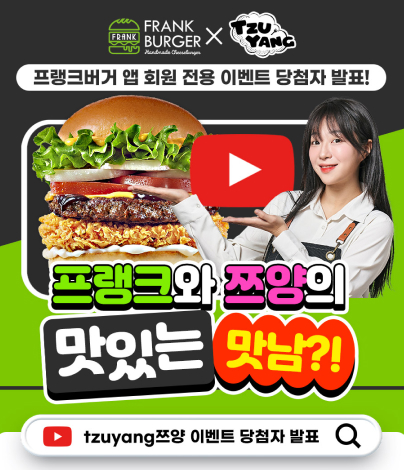 FRANK
FRANK BURGER
Handmade Cheeseburger
X
TZU YANG
프랭크버거 앱 회원 전용 이벤트 당첨자 발표!
프랭크와 쯔양의
맛있는 맛남?!
tzuyang쯔양 이벤트 당첨자 발표